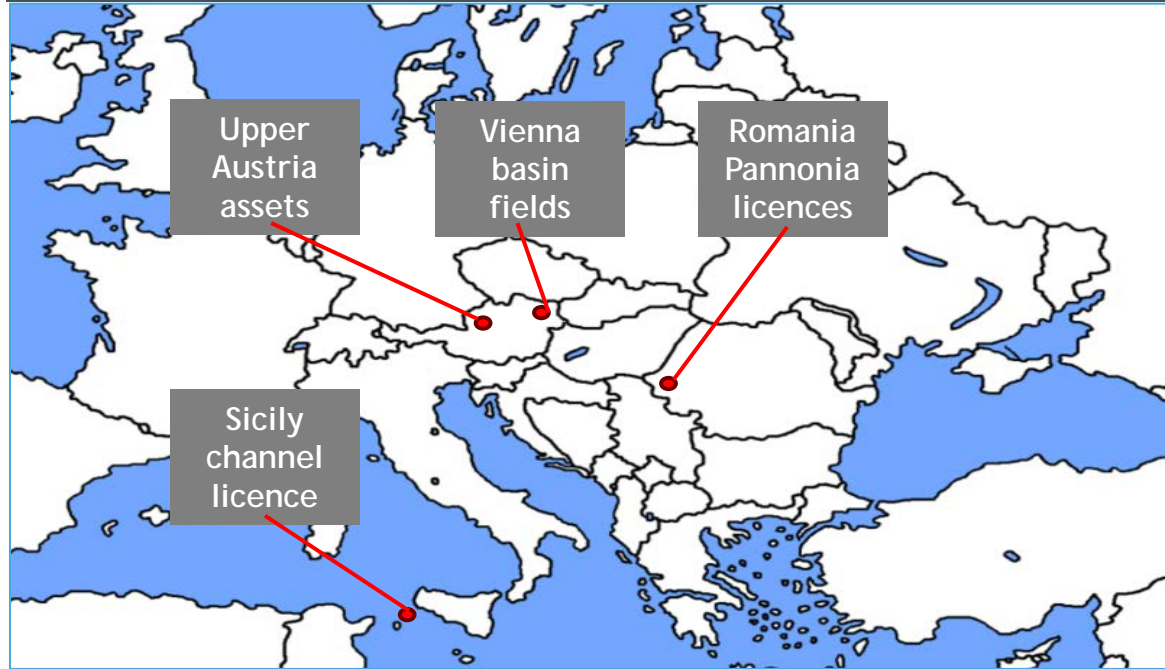 Upper
Austria
assets
Vienna
basin
fields
Romania
Pannonia
licences
Sicily
channel
licence